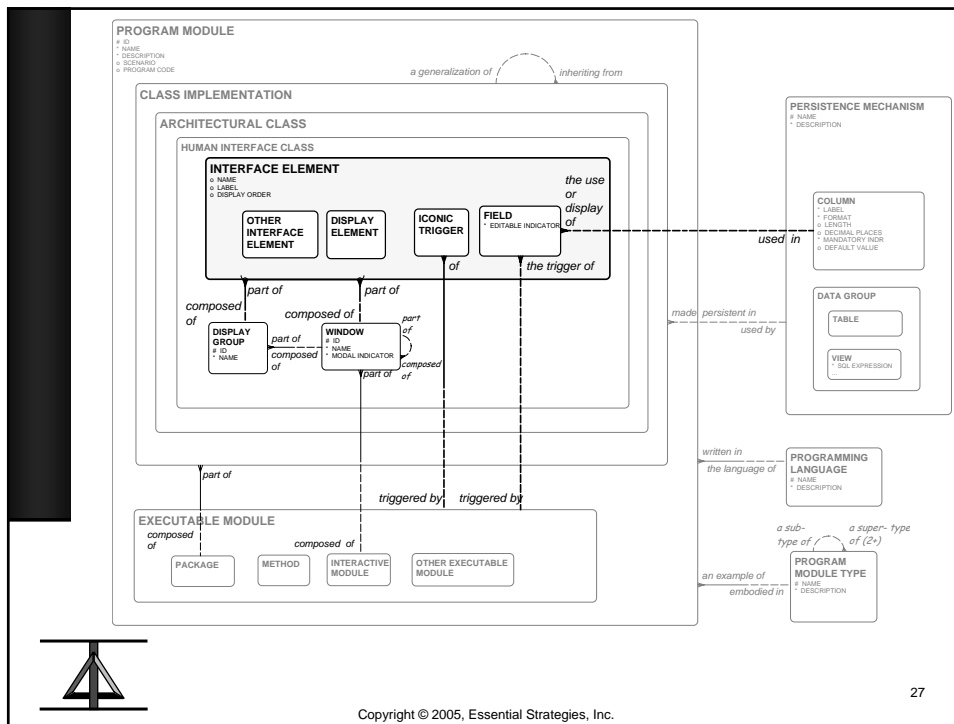 PROGRAM MODULE
# ID
* NAME
* DESCRIPTION
o SCENARIO
o PROGRAM CODE
a generalization of
inheriting from
CLASS IMPLEMENTATION
ARCHITECTURAL CLASS
HUMAN INTERFACE CLASS
INTERFACE ELEMENT
o NAME
o LABEL
o DISPLAY ORDER
OTHER
INTERFACE
ELEMENT
DISPLAY
ELEMENT
ICONIC
TRIGGER
FIELD
* EDITABLE INDICATOR
the use
or
display
of
used in
of
the trigger of
part of
part of
composed
of
composed of
DISPLAY
GROUP
# ID
* NAME
part of
composed
of
WINDOW
# ID
* NAME
* MODAL INDICATOR
part
of
composed
of
part of
part of
triggered by
triggered by
EXECUTABLE MODULE
composed
of
composed of
PACKAGE
METHOD
INTERACTIVE
MODULE
OTHER EXECUTABLE
MODULE
PERSISTENCE MECHANISM
# NAME
* DESCRIPTION
COLUMN
* LABEL
* FORMAT
o LENGTH
o DECIMAL PLACES
* MANDATORY INDR
o DEFAULT VALUE
DATA GROUP
TABLE
VIEW
* SQL EXPRESSION
...
made persistent in
used by
written in
the language of
PROGRAMMING
LANGUAGE
# NAME
* DESCRIPTION
a sub-
type of
a super- type
of (2+)
an example of
embodied in
PROGRAM
MODULE TYPE
# NAME
* DESCRIPTION
27
Copyright © 2005, Essential Strategies, Inc.